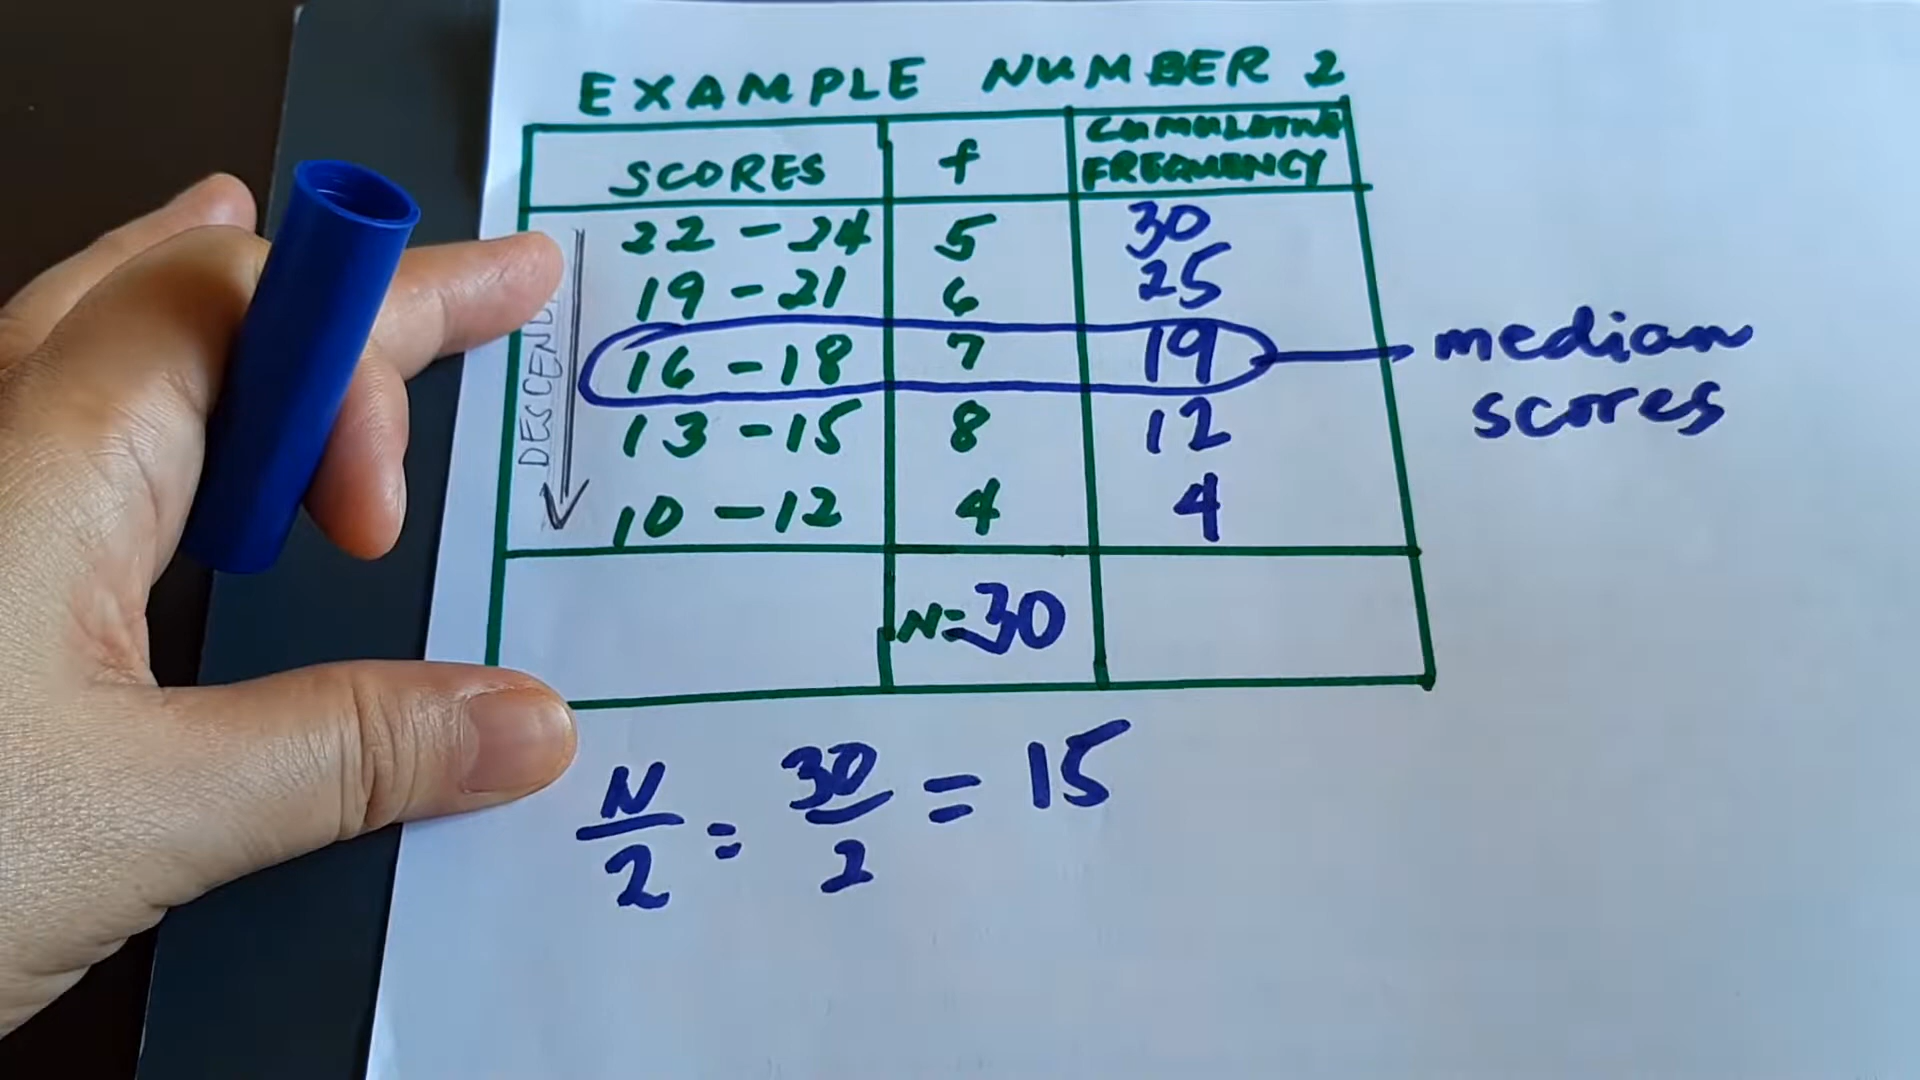 EXAMPLE NUMBER 2
SCORES f CUMULATIVE FREQUENCY
22 - 24 5 30
19 - 21 6 25
16 - 18 7 19
13 - 15 8 12
10 - 12 4 4
N=30
median
scores
N/2 = 30/2 = 15